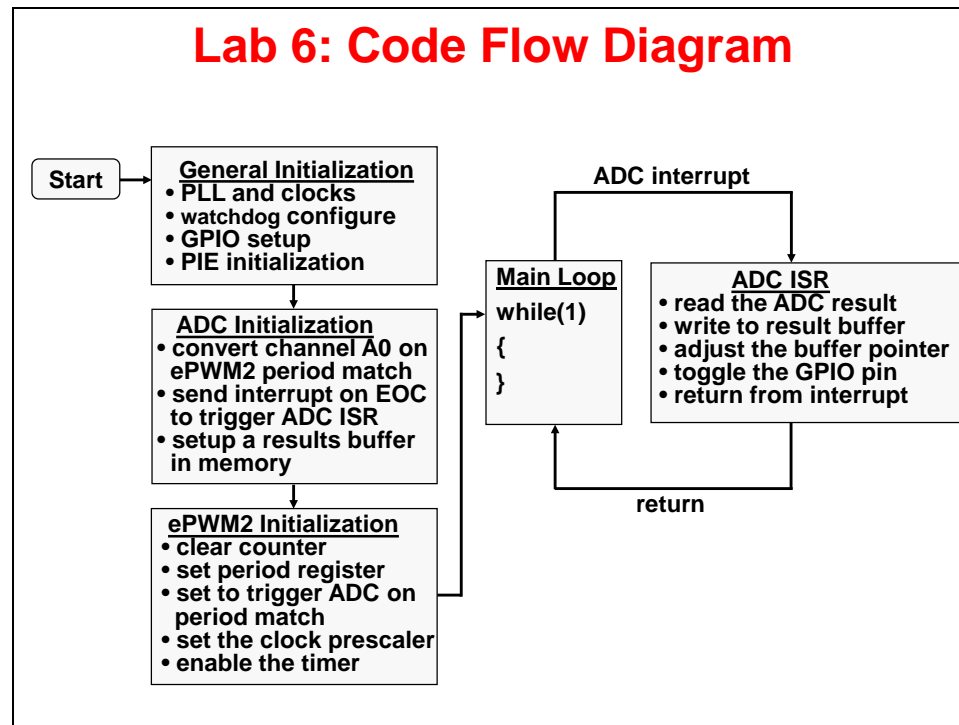 Lab 6: Code Flow Diagram
Start
General Initialization
• PLL and clocks
• watchdog configure
• GPIO setup
• PIE initialization
ADC Initialization
• convert channel A0 on
ePWM2 period match
• send interrupt on EOC
to trigger ADC ISR
• setup a results buffer
in memory
ePWM2 Initialization
• clear counter
• set period register
• set to trigger ADC on
period match
• set the clock prescaler
• enable the timer
Main Loop
while(1)
{
}
ADC interrupt
ADC ISR
• read the ADC result
• write to result buffer
• adjust the buffer pointer
• toggle the GPIO pin
• return from interrupt
return